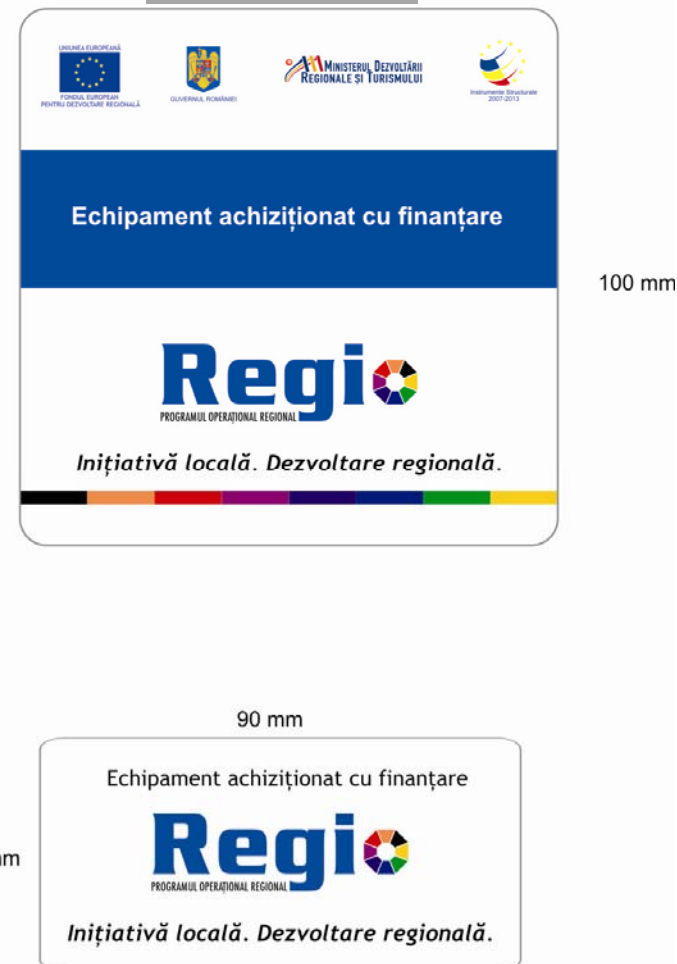 UNIUNEA EUROPEANĂ
FONDUL EUROPEAN
PENTRU DEZVOLTARE REGIONALĂ
GUVERNUL ROMÂNIEI
MINISTERUL DEZVOLTĂRII
REGIONALE ȘI TURISMULUI
Instrumente Structurale
2007-2013
Echipament achiziționat cu finanțare
100 mm
Regio
PROGRAMUL OPERAȚIONAL REGIONAL
Inițiativă locală. Dezvoltare regională.
90 mm
Echipament achiziționat cu finanțare
Regio
mm
PROGRAMUL OPERAȚIONAL REGIONAL
Inițiativă locală. Dezvoltare regională.